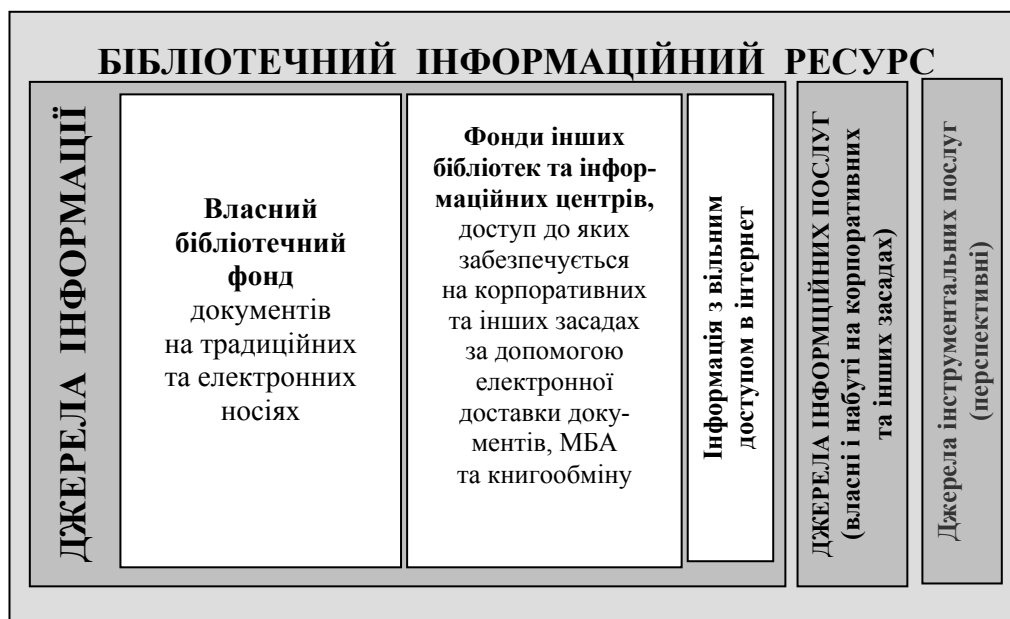 БІБЛІОТЕЧНИЙ ІНФОРМАЦІЙНИЙ РЕСУРС
ДЖЕРЕЛА ІНФОРМАЦІЇ
Власний
бібліотечний
фонд
документів
на традиційних
та електронних
носіях
Фонди інших
бібліотек та інфор-
маційних центрів,
доступ до яких
забезпечується
на корпоративних
та інших засадах
за допомогою
електронної
доставки доку-
ментів, МБА
та книгообміну
Інформація з вільним
доступом в інтернет
ДЖЕРЕЛА ІНФОРМЦІЙНИХ ПОСЛУГ
(власні і набуті на корпоративних
та інших засадах)
Джерела інструментальних послуг
(перспективні)